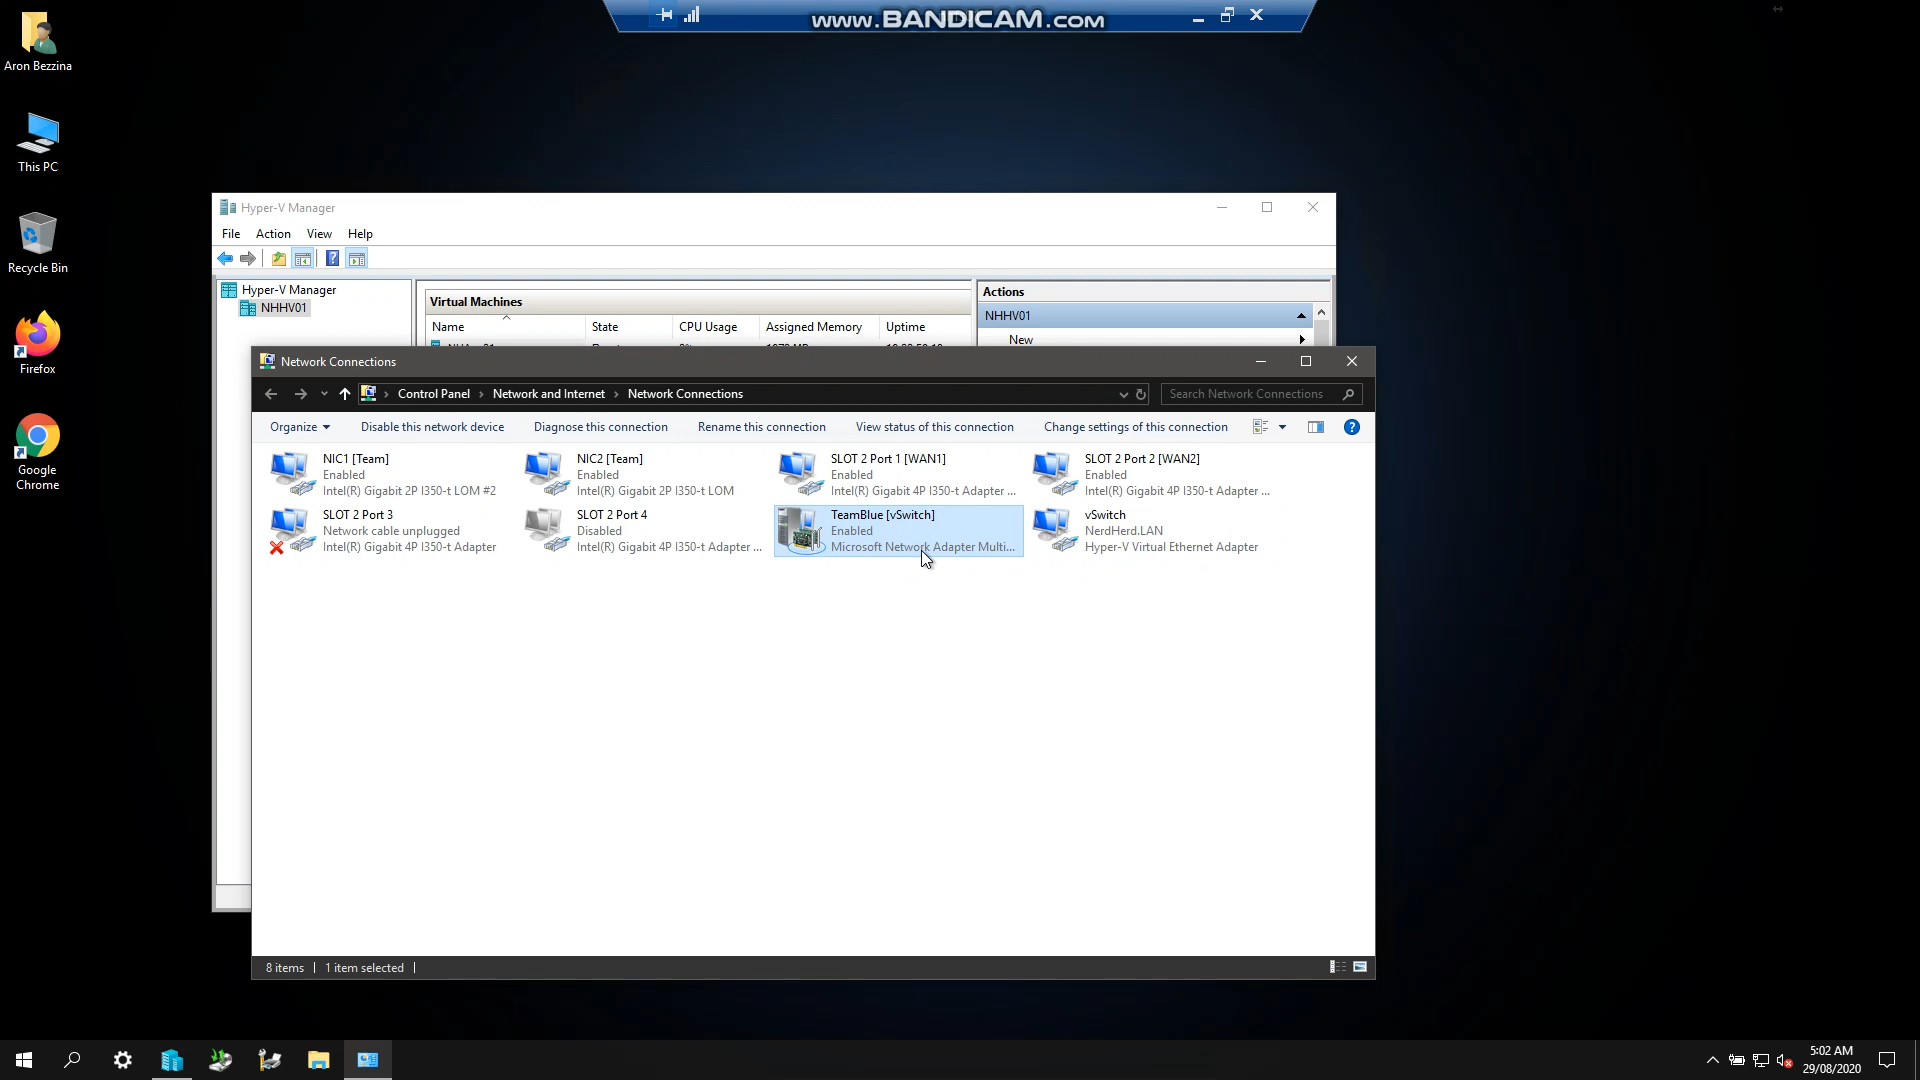 www.BANDICAM.com
Aron Bezzina
This PC
Recycle Bin
Firefox
Google
Chrome
Hyper-V Manager
File Action View Help
Hyper-V Manager
NHHV01
Virtual Machines
Name State CPU Usage Assigned Memory Uptime
Actions
NHHV01
New
Network Connections
Control Panel Network and Internet Network Connections
Search Network Connections
Organize Disable this network device Diagnose this connection Rename this connection View status of this connection Change settings of this connection
NIC1 [Team]
Enabled
Intel(R) Gigabit 2P I350-t LOM #2
NIC2 [Team]
Enabled
Intel(R) Gigabit 2P I350-t LOM
SLOT 2 Port 1 [WAN1]
Enabled
Intel(R) Gigabit 4P I350-t Adapter ...
SLOT 2 Port 2 [WAN2]
Enabled
Intel(R) Gigabit 4P I350-t Adapter ...
SLOT 2 Port 3
Network cable unplugged
Intel(R) Gigabit 4P I350-t Adapter
SLOT 2 Port 4
Disabled
Intel(R) Gigabit 4P I350-t Adapter ...
TeamBlue [vSwitch]
Enabled
Microsoft Network Adapter Multi...
vSwitch
NerdHerd.LAN
Hyper-V Virtual Ethernet Adapter
8 items 1 item selected
5:02 AM
29/08/2020